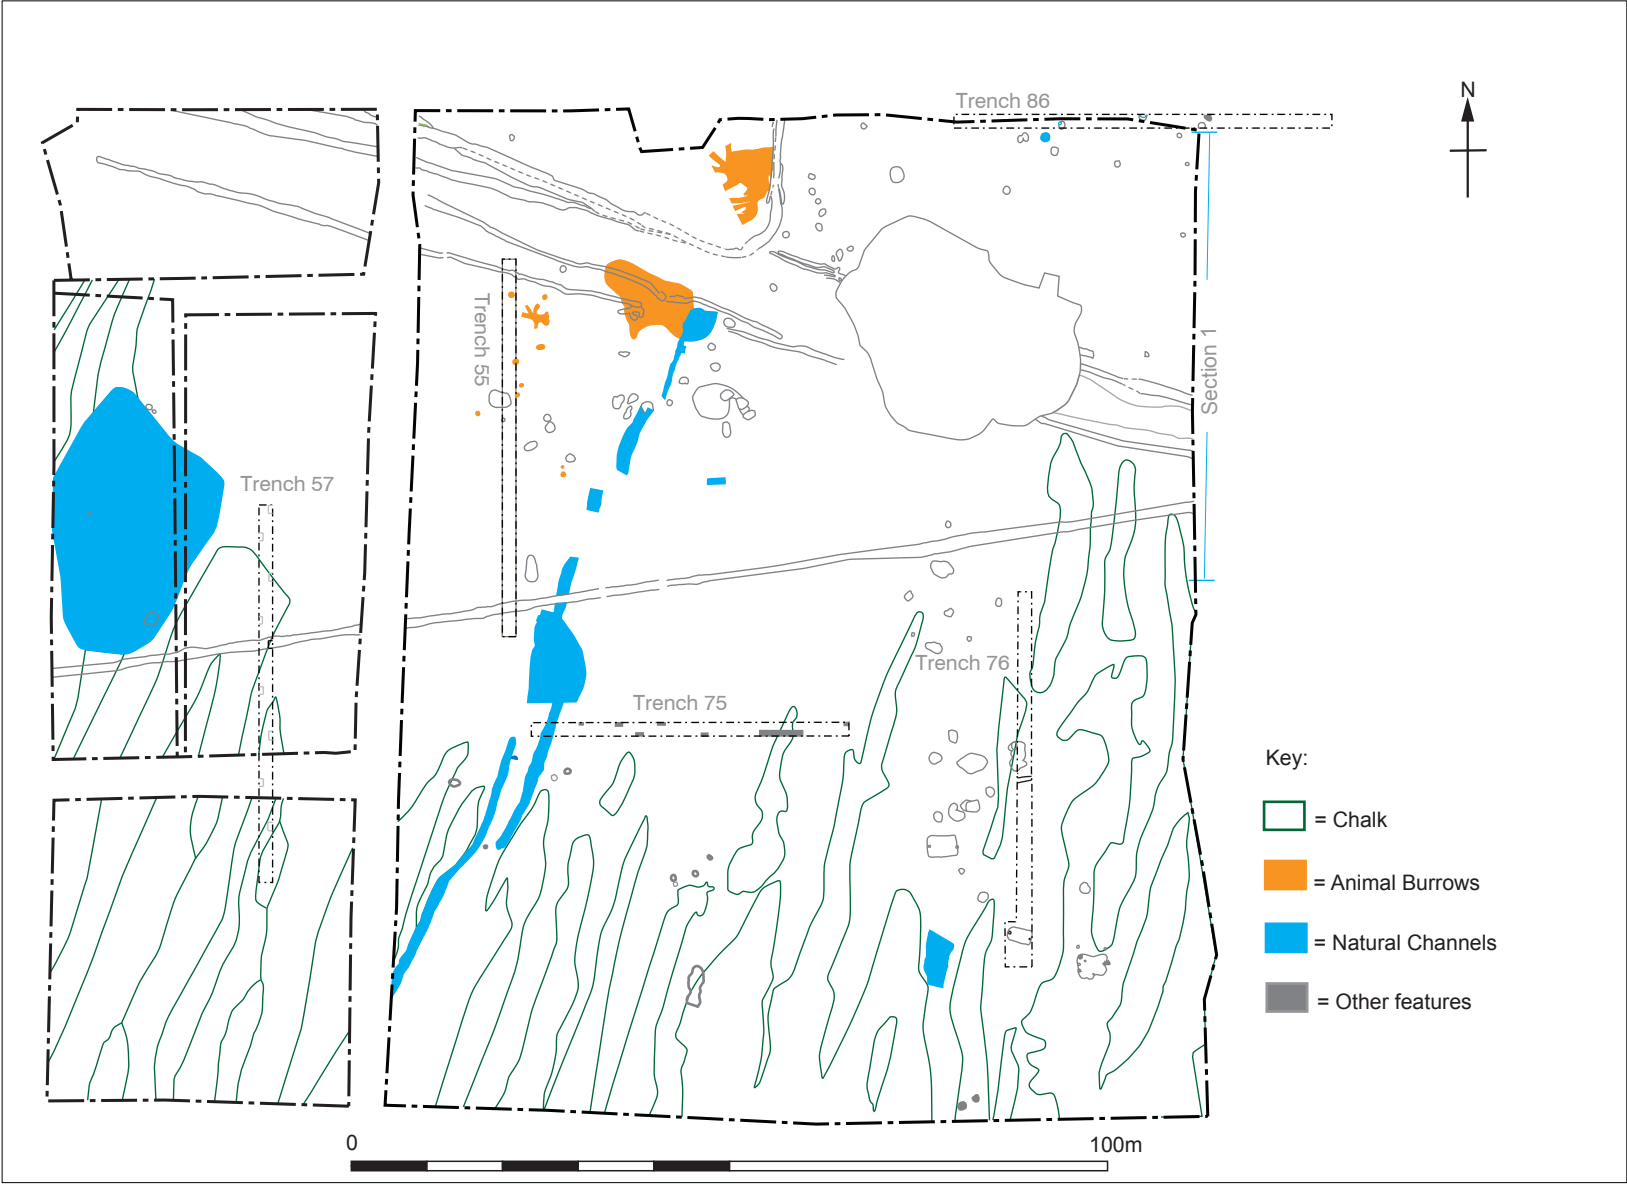 Trench 86
N
Trench 55
Section 1
Trench 57
Trench 76
Trench 75
Key:
= Chalk
= Animal Burrows
= Natural Channels
= Other features
0
100m